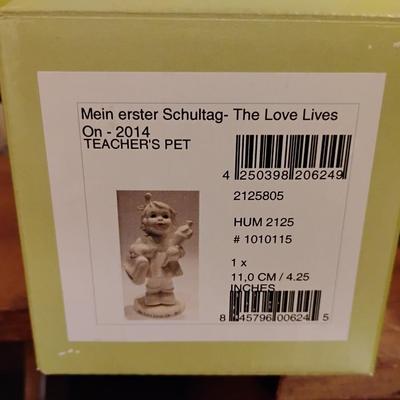 Mein erster Schultag- The Love Lives
On - 2014
TEACHER'S PET
4 250398 206249
2125805
HUM 2125
# 1010115
1 x
11,0 CM / 4.25
INCHES
8 45796 00624 5